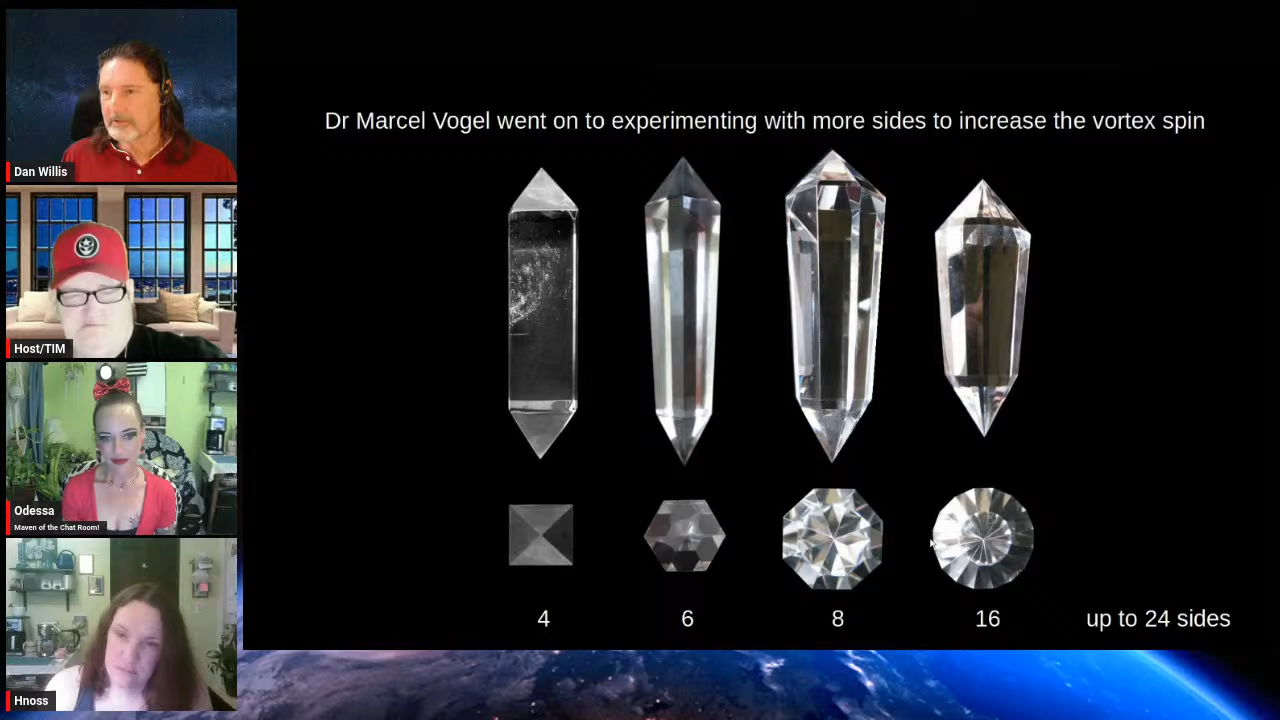 Dr Marcel Vogel went on to experimenting with more sides to increase the vortex spin
Dan Willis
Host/TIM
Odessa
Maven of the Chat Room!
Hnoss
4
6
8
16
up to 24 sides